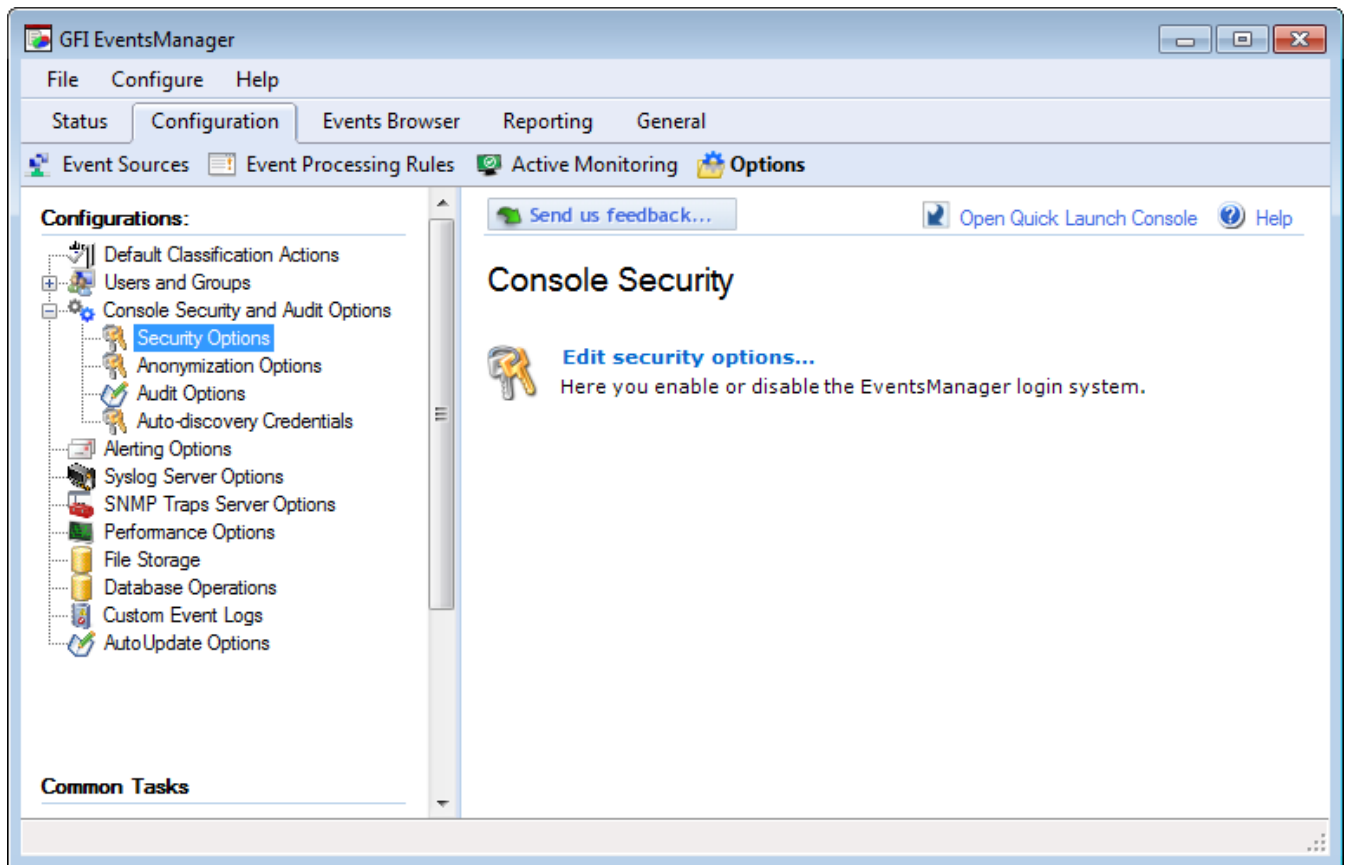 GFI EventsManager
File Configure Help
Status Configuration Events Browser Reporting General
Event Sources Event Processing Rules Active Monitoring Options
Configurations:
Default Classification Actions
Users and Groups
Console Security and Audit Options
Security Options
Anonymization Options
Audit Options
Auto-discovery Credentials
Alerting Options
Syslog Server Options
SNMP Traps Server Options
Performance Options
File Storage
Database Operations
Custom Event Logs
AutoUpdate Options
Common Tasks
Send us feedback... Open Quick Launch Console Help
Console Security
Edit security options...
Here you enable or disable the EventsManager login system.